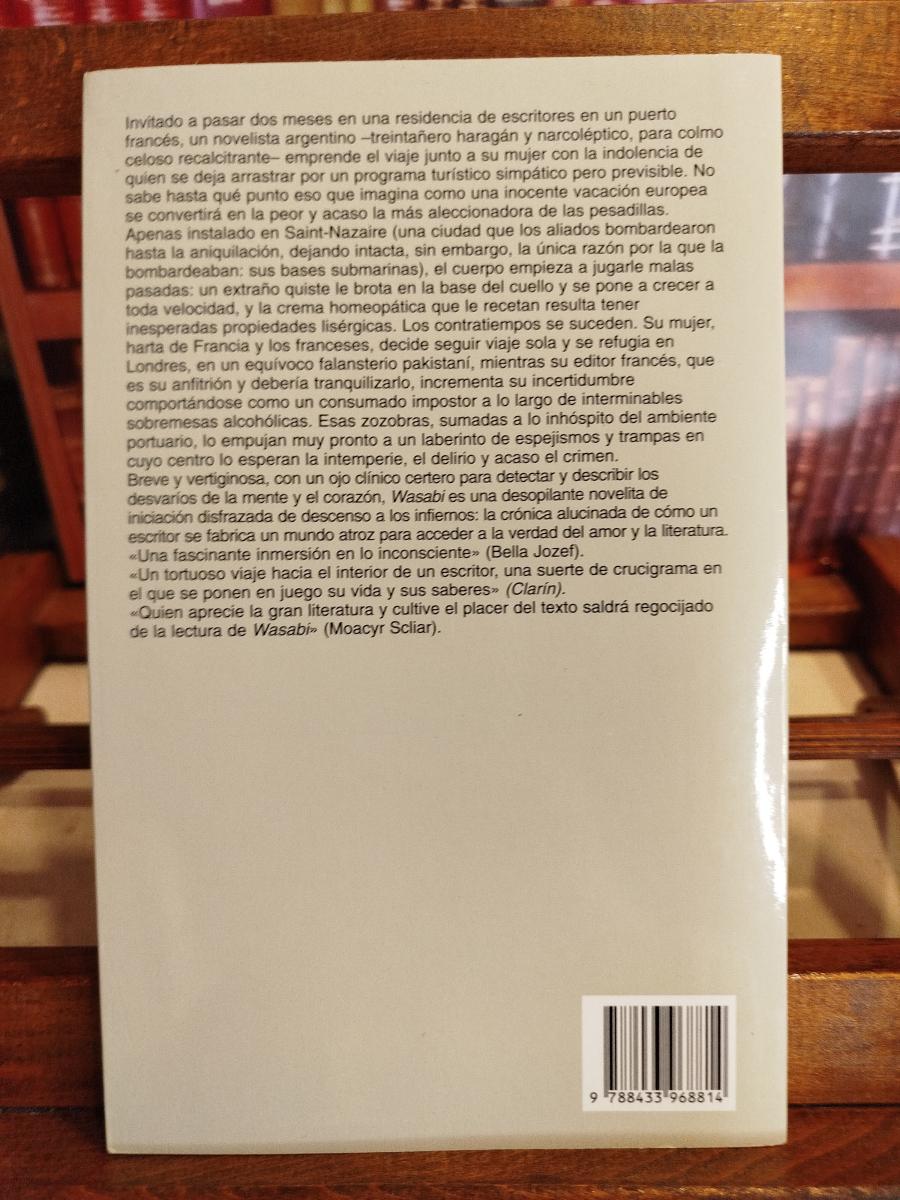 Invitado a pasar dos meses en una residencia de escritores en un puerto
francés, un novelista argentino –treintañero haragán y narcoléptico, para colmo
celoso recalcitrante– emprende el viaje junto a su mujer con la indolencia de
quien se deja arrastrar por un programa turístico simpático pero previsible. No
sabe hasta qué punto eso que imagina como una inocente vacación europea
se convertirá en la peor y acaso la más aleccionadora de las pesadillas.
Apenas instalado en Saint-Nazaire (una ciudad que los aliados bombardearon
hasta la aniquilación, dejando intacta, sin embargo, la única razón por la que la
bombardeaban: sus bases submarinas), el cuerpo empieza a jugarle malas
pasadas: un extraño quiste le brota en la base del cuello y se pone a crecer a
toda velocidad, y la crema homeopática que le recetan resulta tener
inesperadas propiedades lisérgicas. Los contratiempos se suceden. Su mujer,
harta de Francia y los franceses, decide seguir viaje sola y se refugia en
Londres, en un equívoco falansterio pakistaní, mientras su editor francés, que
es su anfitrión y debería tranquilizarlo, incrementa su incertidumbre
comportándose como un consumado impostor a lo largo de interminables
sobremesas alcohólicas. Esas zozobras, sumadas a lo inhóspito del ambiente
portuario, lo empujan muy pronto a un laberinto de espejismos y trampas en
cuyo centro lo esperan la intemperie, el delirio y acaso el crimen.
Breve y vertiginosa, con un ojo clínico certero para detectar y describir los
desvaríos de la mente y el corazón, Wasabi es una desopilante novelita de
iniciación disfrazada de descenso a los infiernos: la crónica alucinada de cómo un
escritor se fabrica un mundo atroz para acceder a la verdad del amor y la literatura.
«Una fascinante inmersión en lo inconsciente» (Bella Jozef).
«Un tortuoso viaje hacia el interior de un escritor, una suerte de crucigrama en
el que se ponen en juego su vida y sus saberes» (Clarín).
«Quien aprecie la gran literatura y cultive el placer del texto saldrá regocijado
de la lectura de Wasabi» (Moacyr Scliar).
9 788433 968814